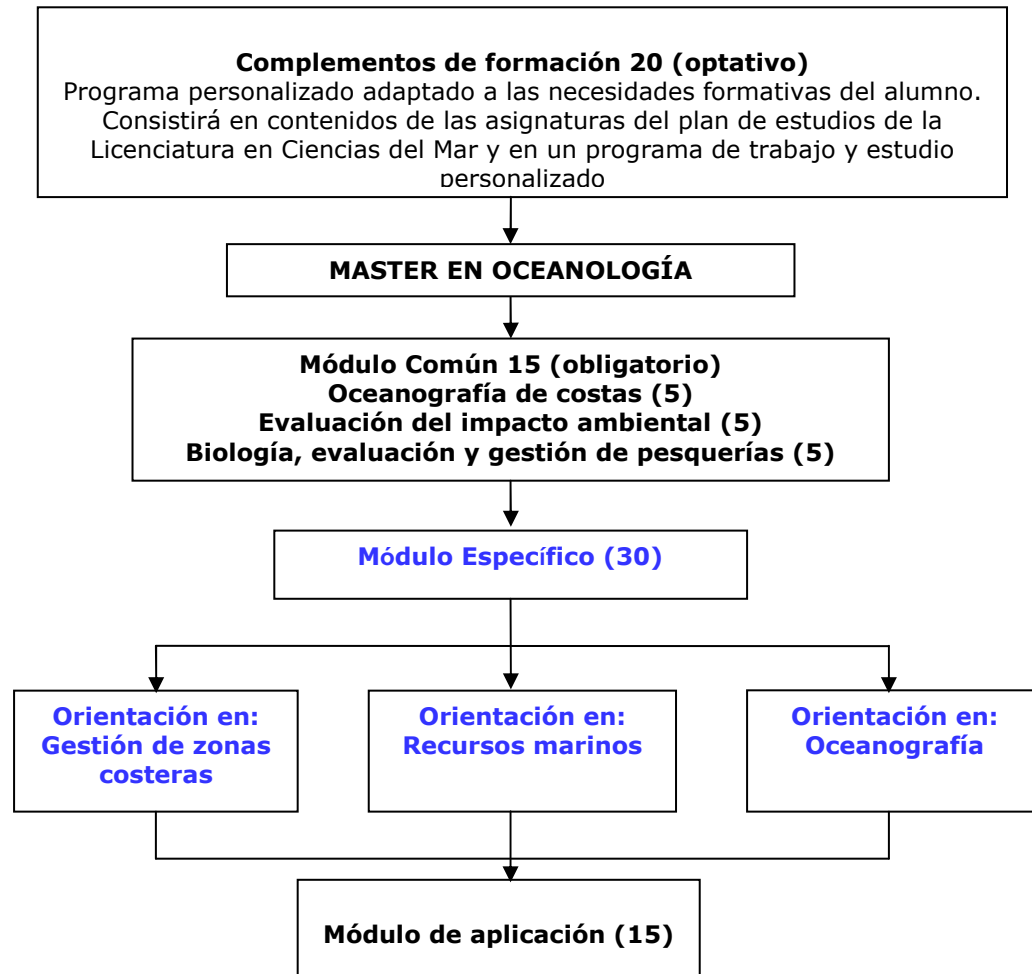 Complementos de formación 20 (optativo)
Programa personalizado adaptado a las necesidades formativas del alumno.
Consistirá en contenidos de las asignaturas del plan de estudios de la
Licenciatura en Ciencias del Mar y en un programa de trabajo y estudio
personalizado
MASTER EN OCEANOLOGÍA
Módulo Común 15 (obligatorio)
Oceanografía de costas (5)
Evaluación del impacto ambiental (5)
Biología, evaluación y gestión de pesquerías (5)
Módulo Específico (30)
Orientación en:
Gestión de zonas
costeras
Orientación en:
Recursos marinos
Orientación en:
Oceanografía
Módulo de aplicación (15)